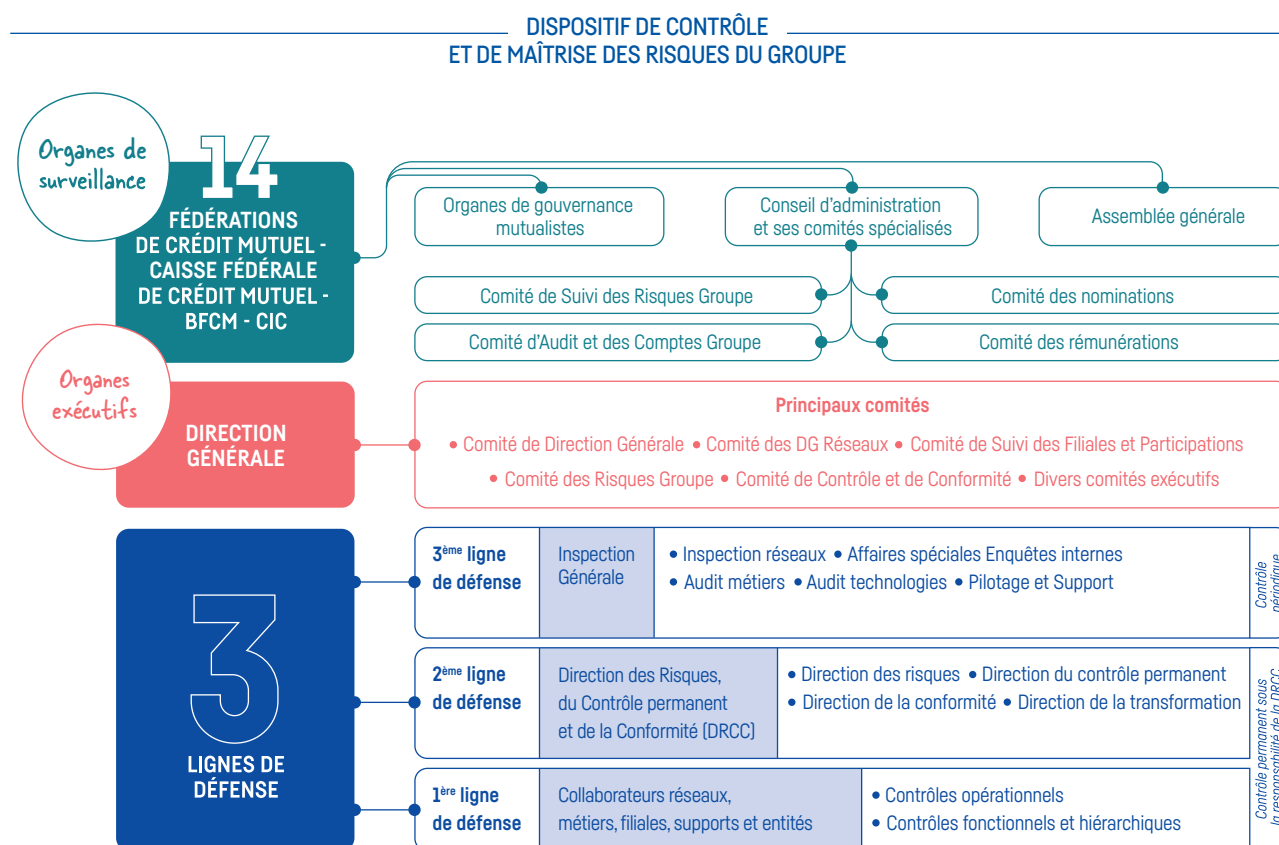 DISPOSITIF DE CONTRÔLE
ET DE MAÎTRISE DES RISQUES DU GROUPE
Organes de
surveillance
14
FÉDÉRATIONS
DE CRÉDIT MUTUEL -
CAISSE FÉDÉRALE
DE CRÉDIT MUTUEL -
BFCM - CIC
Organes de gouvernance
mutualistes
Conseil d'administration
et ses comités spécialisés
Assemblée générale
Comité de Suivi des Risques Groupe
Comité des nominations
Comité d'Audit et des Comptes Groupe
Comité des rémunérations
Organes
exécutifs
DIRECTION
GÉNÉRALE
Principaux comités
• Comité de Direction Générale • Comité des DG Réseaux • Comité de Suivi des Filiales et Participations
• Comité des Risques Groupe • Comité de Contrôle et de Conformité • Divers comités exécutifs
3
LIGNES DE
DÉFENSE
3ème ligne
de défense
Inspection
Générale
• Inspection réseaux • Affaires spéciales Enquêtes internes
• Audit métiers • Audit technologies • Pilotage et Support
Contrôle
périodique
2ème ligne
de défense
Direction des Risques,
du Contrôle permanent
et de la Conformité (DRCC)
• Direction des risques • Direction du contrôle permanent
• Direction de la conformité • Direction de la transformation
Contrôle permanent sous
la responsabilité de la DRCC
1ère ligne
de défense
Collaborateurs réseaux,
métiers, filiales, supports et entités
• Contrôles opérationnels
• Contrôles fonctionnels et hiérarchiques